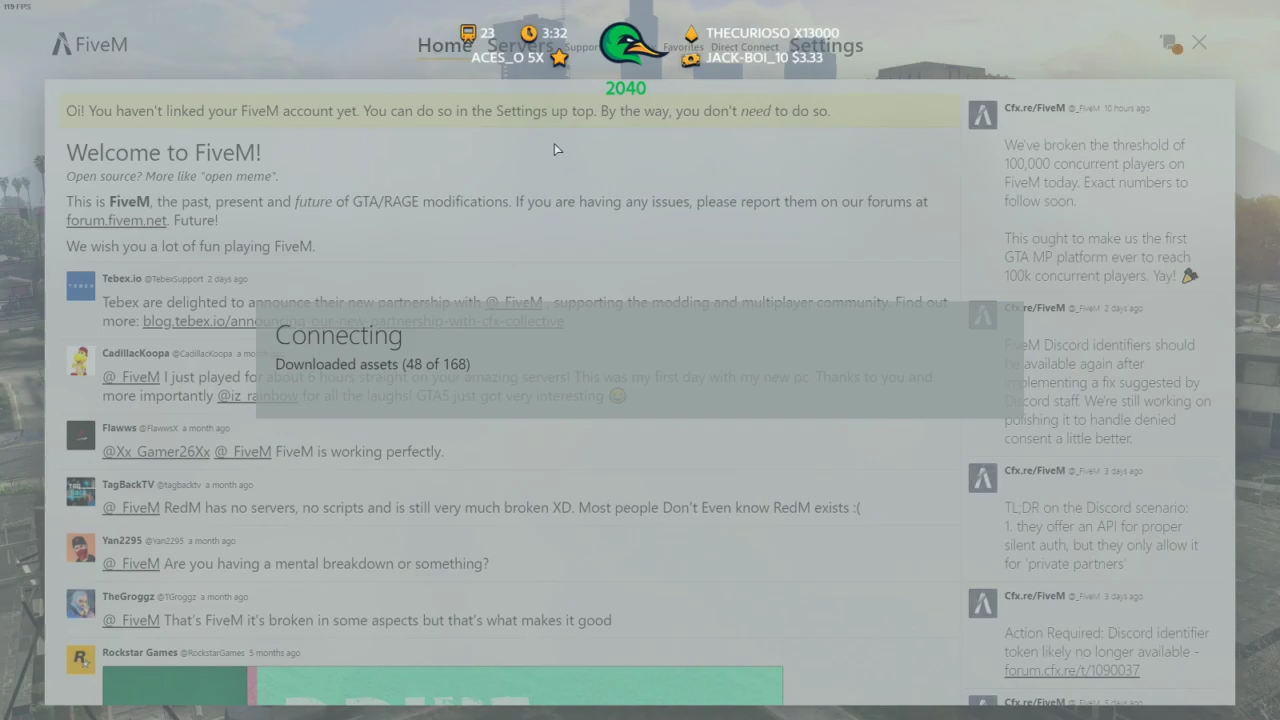 119 FPS
FiveM
Home
Servers
Support
Favorites
Direct Connect
Settings
23
3:32
THECURIOSO X13000
ACES_O 5X
JACK-BOI_10 $3.33
2040
Oi! You haven't linked your FiveM account yet. You can do so in the Settings up top. By the way, you don't need to do so.
Welcome to FiveM!
Open source? More like "open meme".
This is FiveM, the past, present and future of GTA/RAGE modifications. If you are having any issues, please report them on our forums at
forum.fivem.net. Future!
We wish you a lot of fun playing FiveM.
TEBEX
Tebex.io @TebexSupport 2 days ago
Tebex are delighted to announce their new partnership with @_FiveM , supporting the modding and multiplayer community. Find out
more: blog.tebex.io/announcing-our-new-partnership-with-cfx-collective
Connecting
Downloaded assets (48 of 168)
CadillacKoopa @CadillacKoopa a month ago
@_FiveM I just played for about 6 hours straight on your amazing servers! This was my first day with my new pc. Thanks to you and
more importantly @iz_rainbow for all the laughs! GTA5 just got very interesting
Flawws @FlawwsX a month ago
@Xx_Gamer26Xx @_FiveM FiveM is working perfectly.
TagBackTV @tagbacktv a month ago
@_FiveM RedM has no servers, no scripts and is still very much broken XD. Most people Don't Even know RedM exists :(
Yan2295 @Yan2295 a month ago
@_FiveM Are you having a mental breakdown or something?
TheGroggz @TGroggz a month ago
@_FiveM That's FiveM it's broken in some aspects but that's what makes it good
Rockstar Games @RockstarGames 5 months ago
Cfx.re/FiveM @_FiveM 10 hours ago
We've broken the threshold of
100,000 concurrent players on
FiveM today. Exact numbers to
follow soon.
This ought to make us the first
GTA MP platform ever to reach
100k concurrent players. Yay!
Cfx.re/FiveM @_FiveM 2 days ago
FiveM Discord identifiers should
be available again after
implementing a fix suggested by
Discord staff. We're still working on
polishing it to handle denied
consent a little better.
Cfx.re/FiveM @_FiveM 3 days ago
TL;DR on the Discord scenario:
1. they offer an API for proper
silent auth, but they only allow it
for 'private partners'
Cfx.re/FiveM @_FiveM 3 days ago
Action Required: Discord identifier
token likely no longer available -
forum.cfx.re/t/1090037
Cfx.re/FiveM @_FiveM 5 days ago